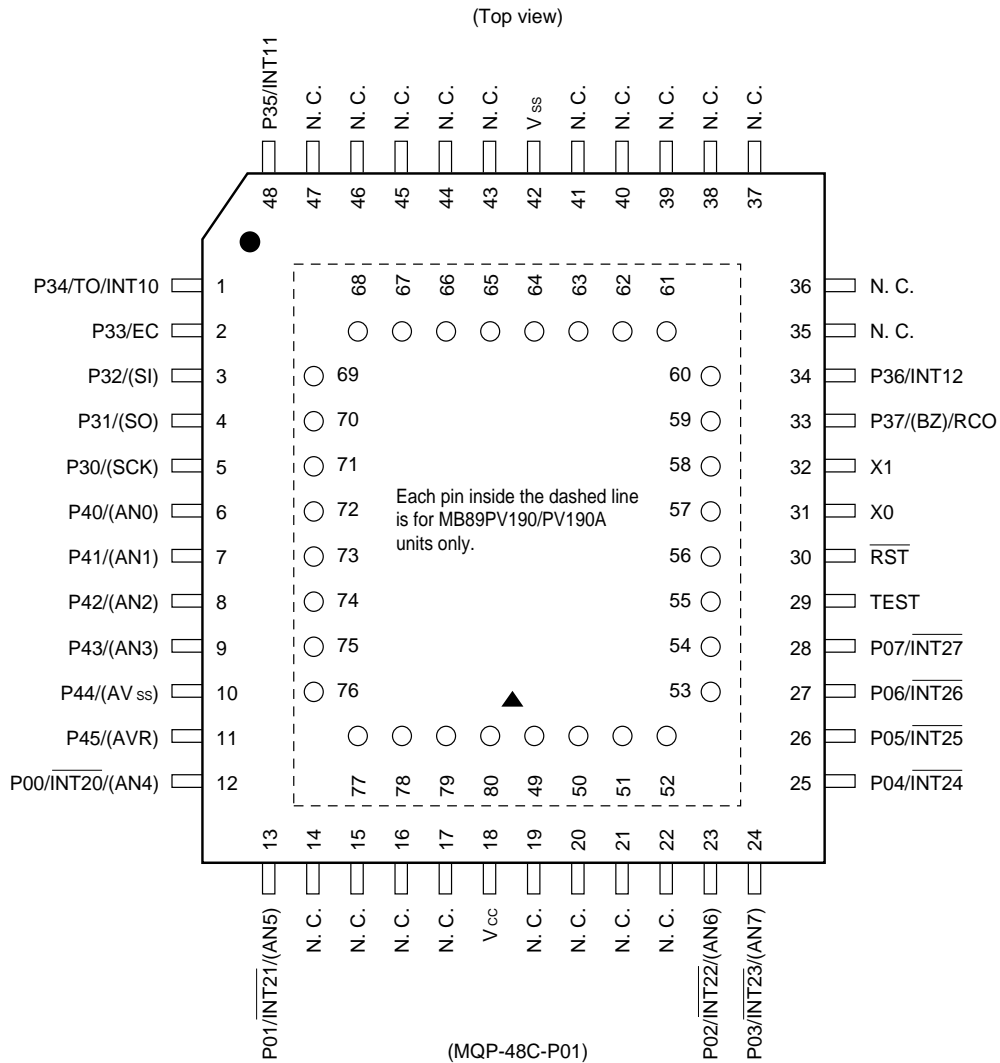 (Top view)
P35/INT11
N. C.
N. C.
N. C.
N. C.
N. C.
Vss
N. C.
N. C.
N. C.
N. C.
N. C.
48
47
46
45
44
43
42
41
40
39
38
37
P34/TO/INT10 1
P33/EC 2
P32/(SI) 3
P31/(SO) 4
P30/(SCK) 5
P40/(AN0) 6
P41/(AN1) 7
P42/(AN2) 8
P43/(AN3) 9
P44/(AVss) 10
P45/(AVR) 11
P00/INT20/(AN4) 12
68
67
66
65
64
63
62
61
69
70
71
72
73
74
75
76
Each pin inside the dashed line
is for MB89PV190/PV190A
units only.
60
59
58
57
56
55
54
53
77
78
79
80
49
50
51
52
36 N. C.
35 N. C.
34 P36/INT12
33 P37/(BZ)/RCO
32 X1
31 X0
30 RST
29 TEST
28 P07/INT27
27 P06/INT26
26 P05/INT25
25 P04/INT24
13
14
15
16
17
18
19
20
21
22
23
24
P01/INT21/(AN5)
N. C.
N. C.
N. C.
N. C.
Vcc
N. C.
N. C.
N. C.
N. C.
P02/INT22/(AN6)
P03/INT23/(AN7)
(MQP-48C-P01)